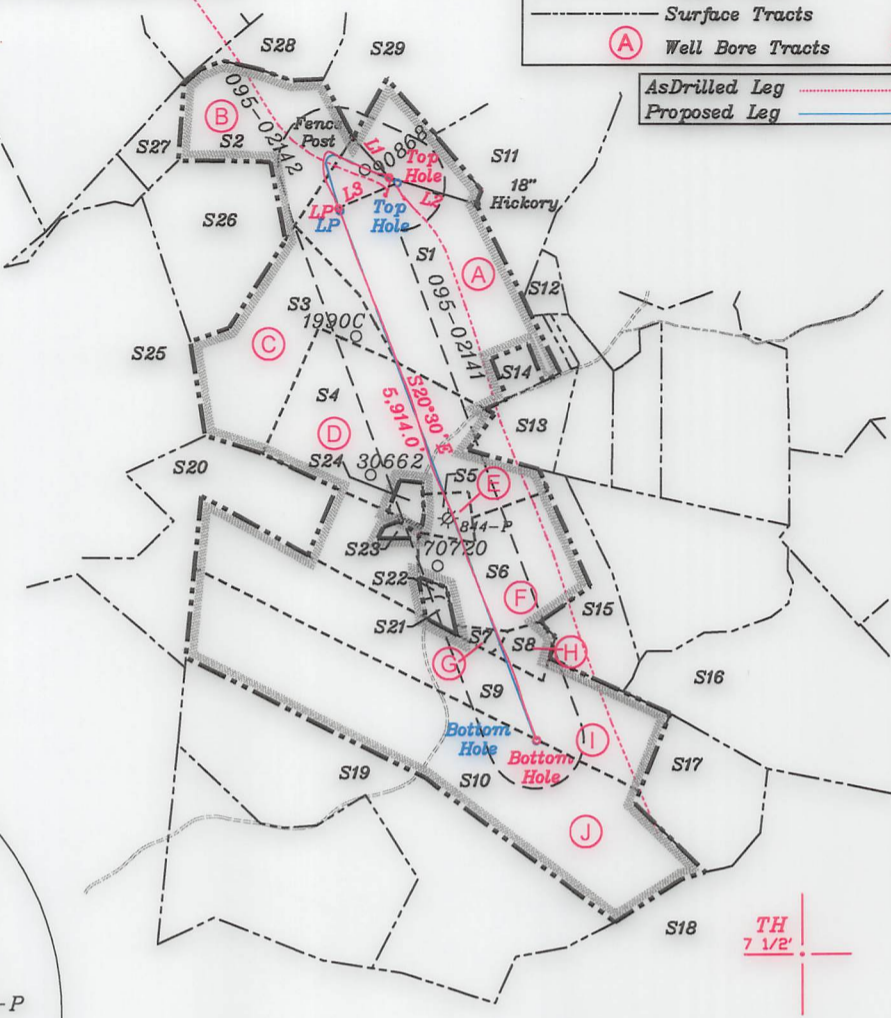 Surface Tracts
A Well Bore Tracts
AsDrilled Leg
Proposed Leg
S28
S29
095-02142
B
S2
S27
Fence
Post
L1
90868
Top
Hole
S11
18"
Hickory
L3
L2
LP
LP
Top
Hole
S26
S1
A
S12
S3
1990C
095-02141
C
S25
S14
S4
S20°30' E
5,914.0'
D
S13
S24
30662
S20
S5
E
844-P
S23
70720
S22
S6
F
S15
S21
S7
S8
H
G
S16
S9
Bottom
Hole
Bottom
Hole
I
S17
S19
S10
J
S18
TH
7 1/2'
-P